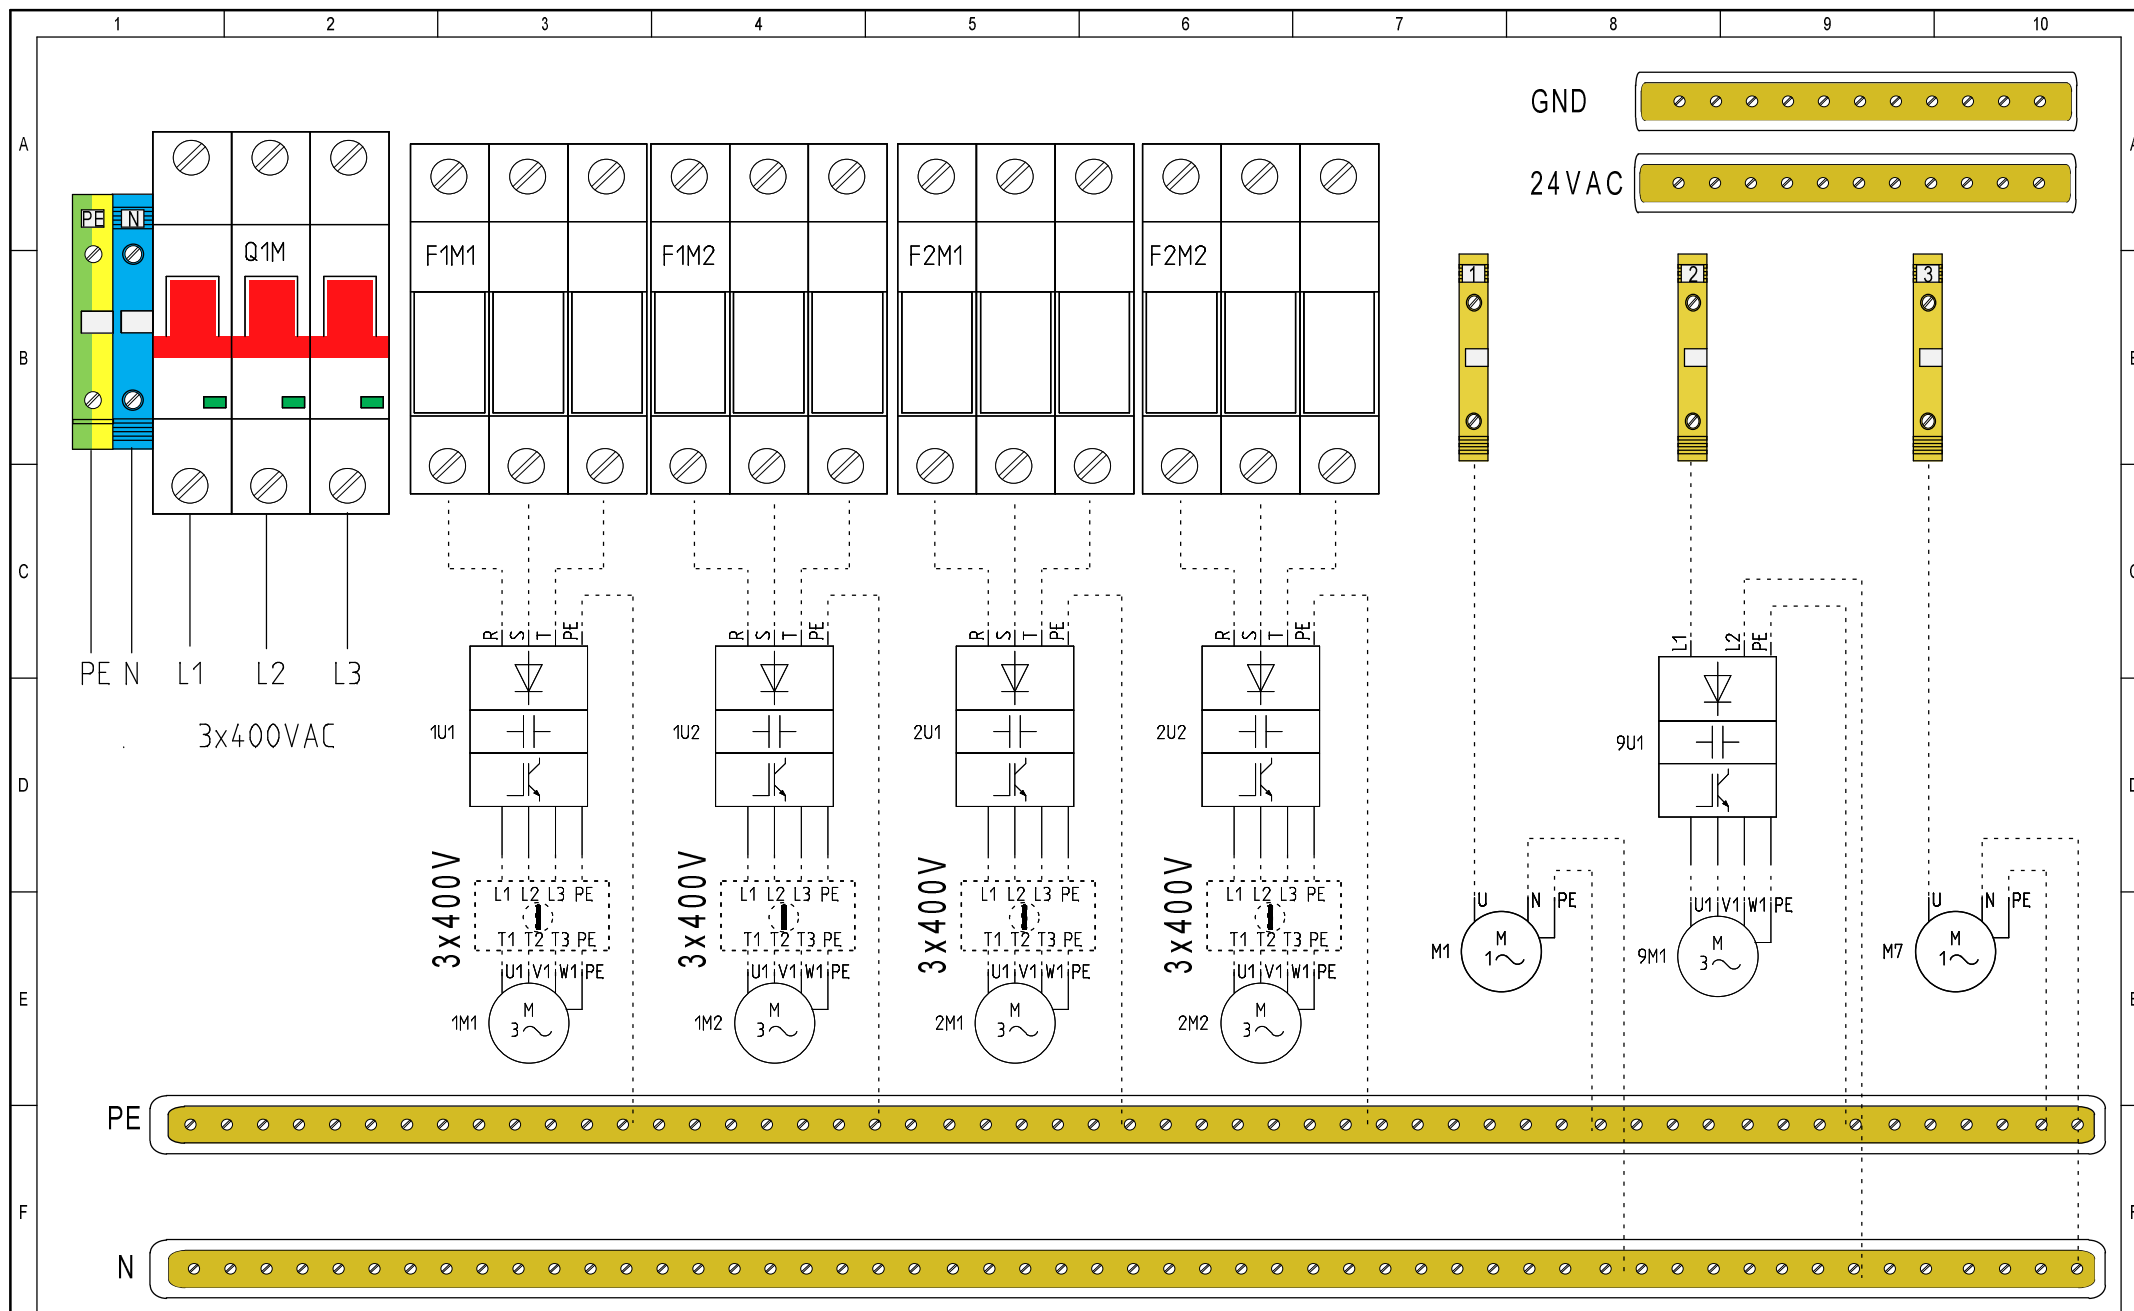 1 2 3 4 5 6 7 8 9 10
GND
A A
24VAC
PE N
Q1M F1M1 F1M2 F2M1 F2M2
1 2 3
B
C
R S T PE R S T PE R S T PE R S T PE L1 L2 PE
PE N L1 L2 L3
3x400VAC
1U1 1U2 2U1 2U2 9U1
D D
3x400V 3x400V 3x400V 3x400V
L1 L2 L3 PE L1 L2 L3 PE L1 L2 L3 PE L1 L2 L3 PE
U N PE U1 V1 W1 PE U N PE
T1 T2 T3 PE T1 T2 T3 PE T1 T2 T3 PE T1 T2 T3 PE
M1 M 1 9M1 M 3 M7 M 1
U1 V1 W1 PE U1 V1 W1 PE U1 V1 W1 PE U1 V1 W1 PE
E
1M1 M 3 1M2 M 3 2M1 M 3 2M2 M 3
PE
F F
N